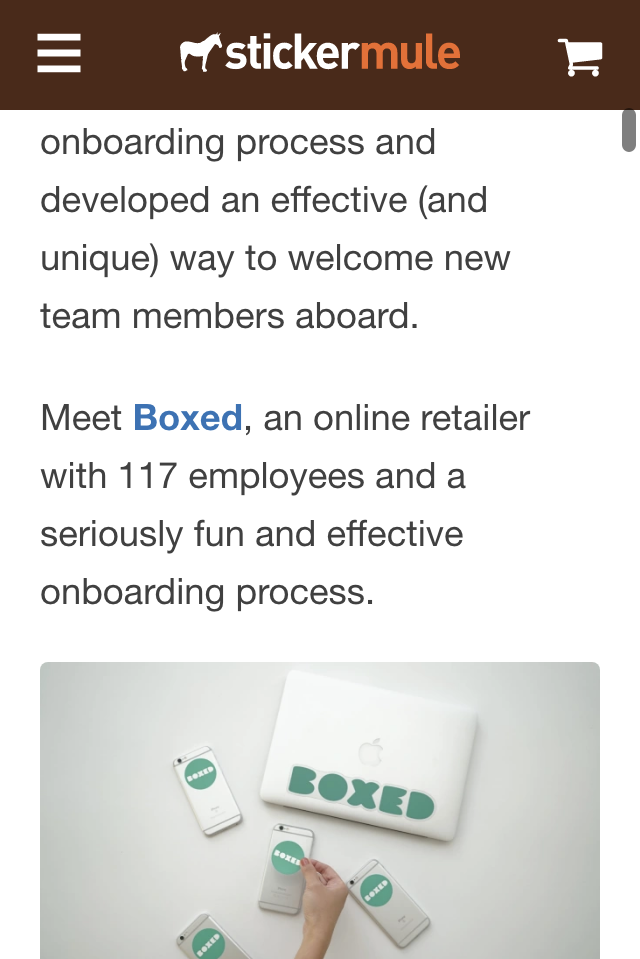 stickermule
onboarding process and
developed an effective (and
unique) way to welcome new
team members aboard.
Meet Boxed, an online retailer
with 117 employees and a
seriously fun and effective
onboarding process.
BOXED
BOXED
BOXED
BOXED
BOXED